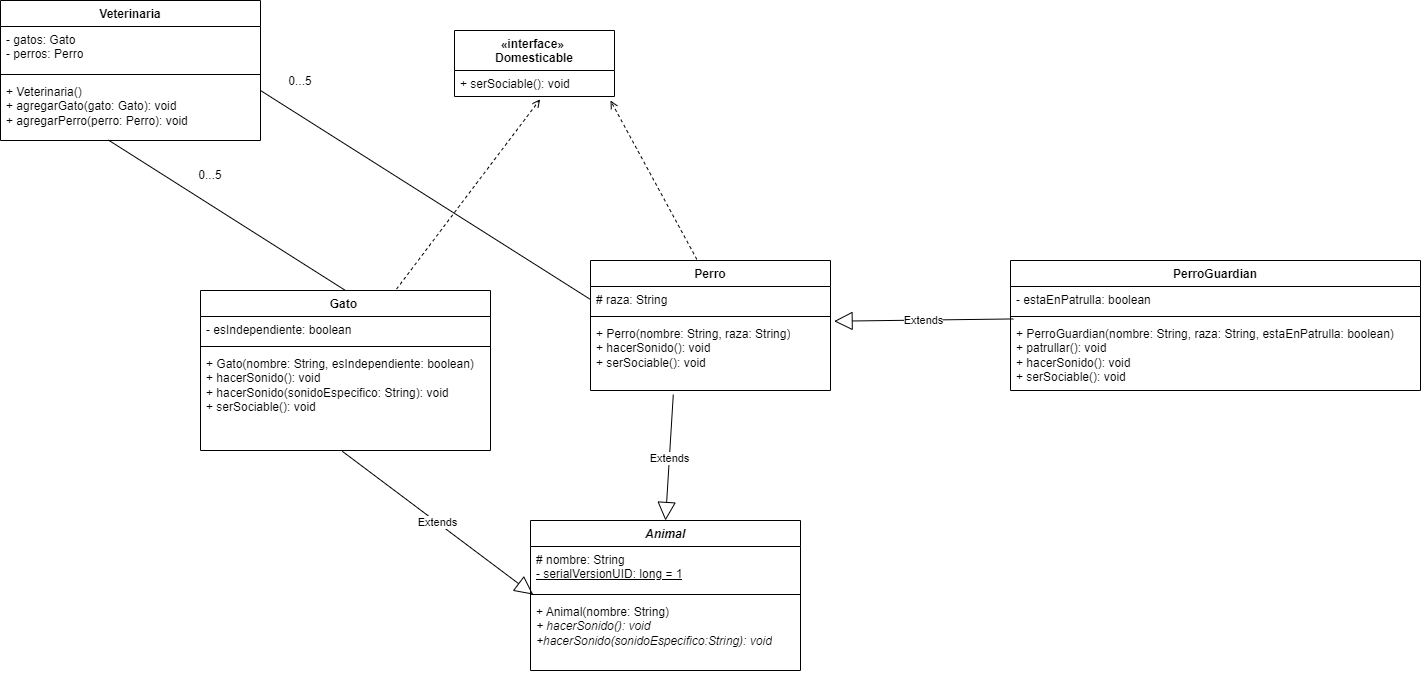 Veterinaria
- gatos: Gato
- perros: Perro
+ Veterinaria()
+ agregarGato(gato: Gato): void
+ agregarPerro(perro: Perro): void
0...5
0...5
«interface»
Domesticable
+ serSociable(): void
Gato
- esIndependiente: boolean
+ Gato(nombre: String, esIndependiente: boolean)
+ hacerSonido(): void
+ hacerSonido(sonidoEspecifico: String): void
+ serSociable(): void
Perro
# raza: String
+ Perro(nombre: String, raza: String)
+ hacerSonido(): void
+ serSociable(): void
Extends
PerroGuardian
- estaEnPatrulla: boolean
+ PerroGuardian(nombre: String, raza: String, estaEnPatrulla: boolean)
+ patrullar(): void
+ hacerSonido(): void
+ serSociable(): void
Extends
Extends
Animal
# nombre: String
- serialVersionUID: long = 1
+ Animal(nombre: String)
+ hacerSonido(): void
+hacerSonido(sonidoEspecifico:String): void